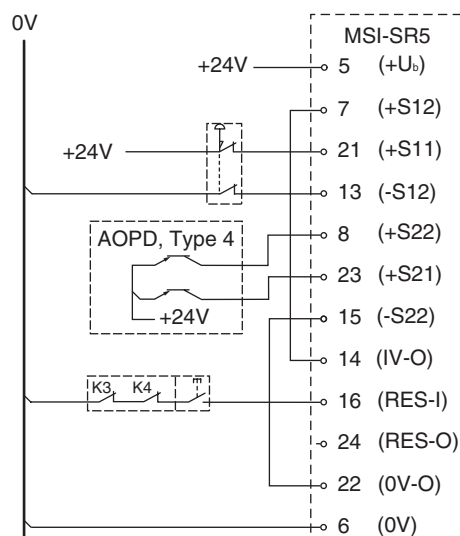 0V
MSI-SR5
+24V 5 (+Ub)
7 (+S12)
+24V 21 (+S11)
13 (-S12)
AOPD, Type 4 8 (+S22)
23 (+S21)
+24V 15 (-S22)
14 (IV-O)
K3 K4 16 (RES-I)
24 (RES-O)
22 (0V-O)
6 (0V)